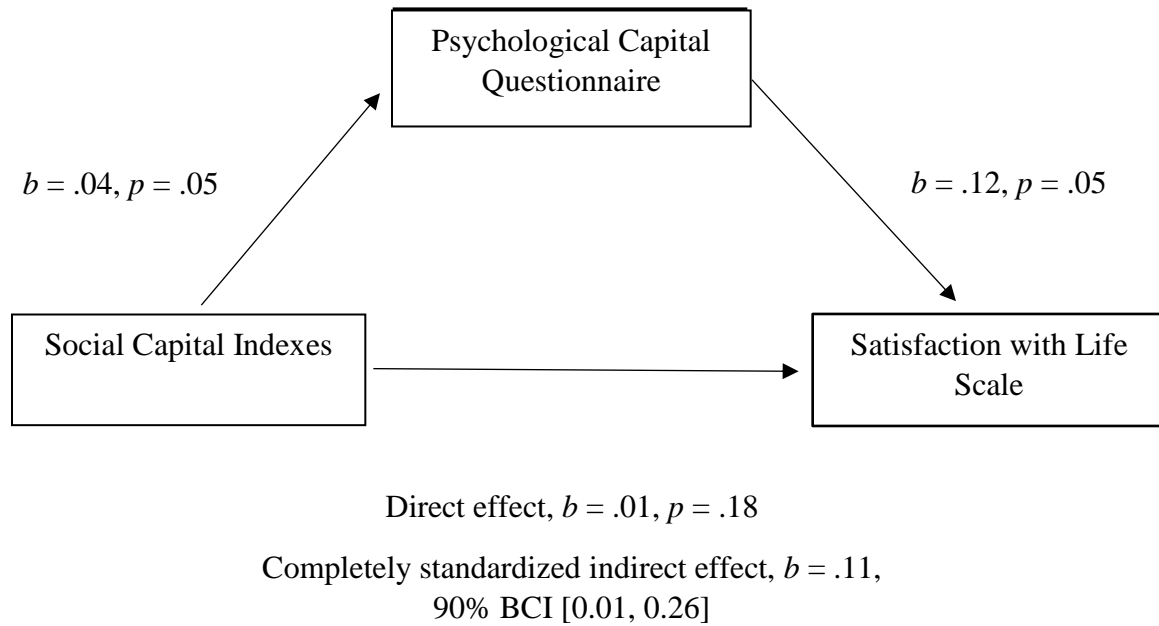 Psychological Capital
Questionnaire
b = .04, p = .05
b = .12, p = .05
Social Capital Indexes
Satisfaction with Life
Scale
Direct effect, b = .01, p = .18
Completely standardized indirect effect, b = .11,
90% BCI [0.01, 0.26]